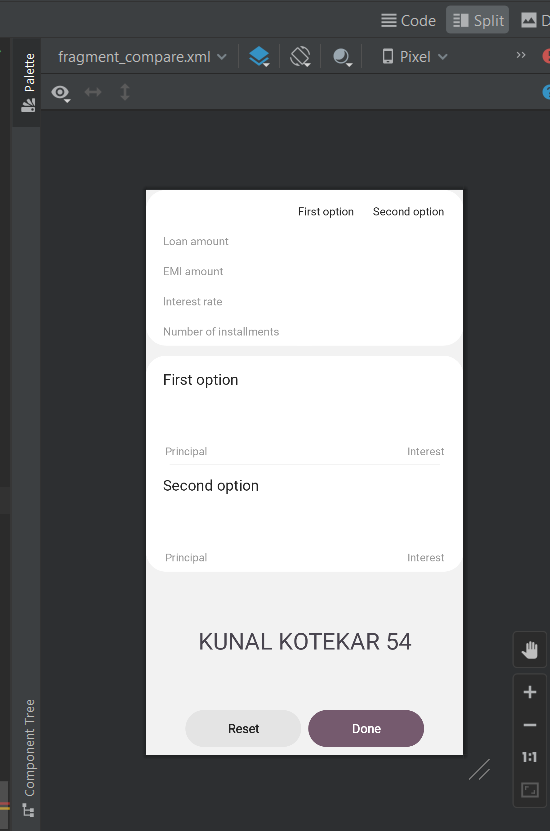 Code Split
Palette
fragment_compare.xml Pixel
First option Second option
Loan amount
EMI amount
Interest rate
Number of installments
First option
Principal Interest
Second option
Principal Interest
KUNAL KOTEKAR 54
Reset Done
1:1
Component Tree